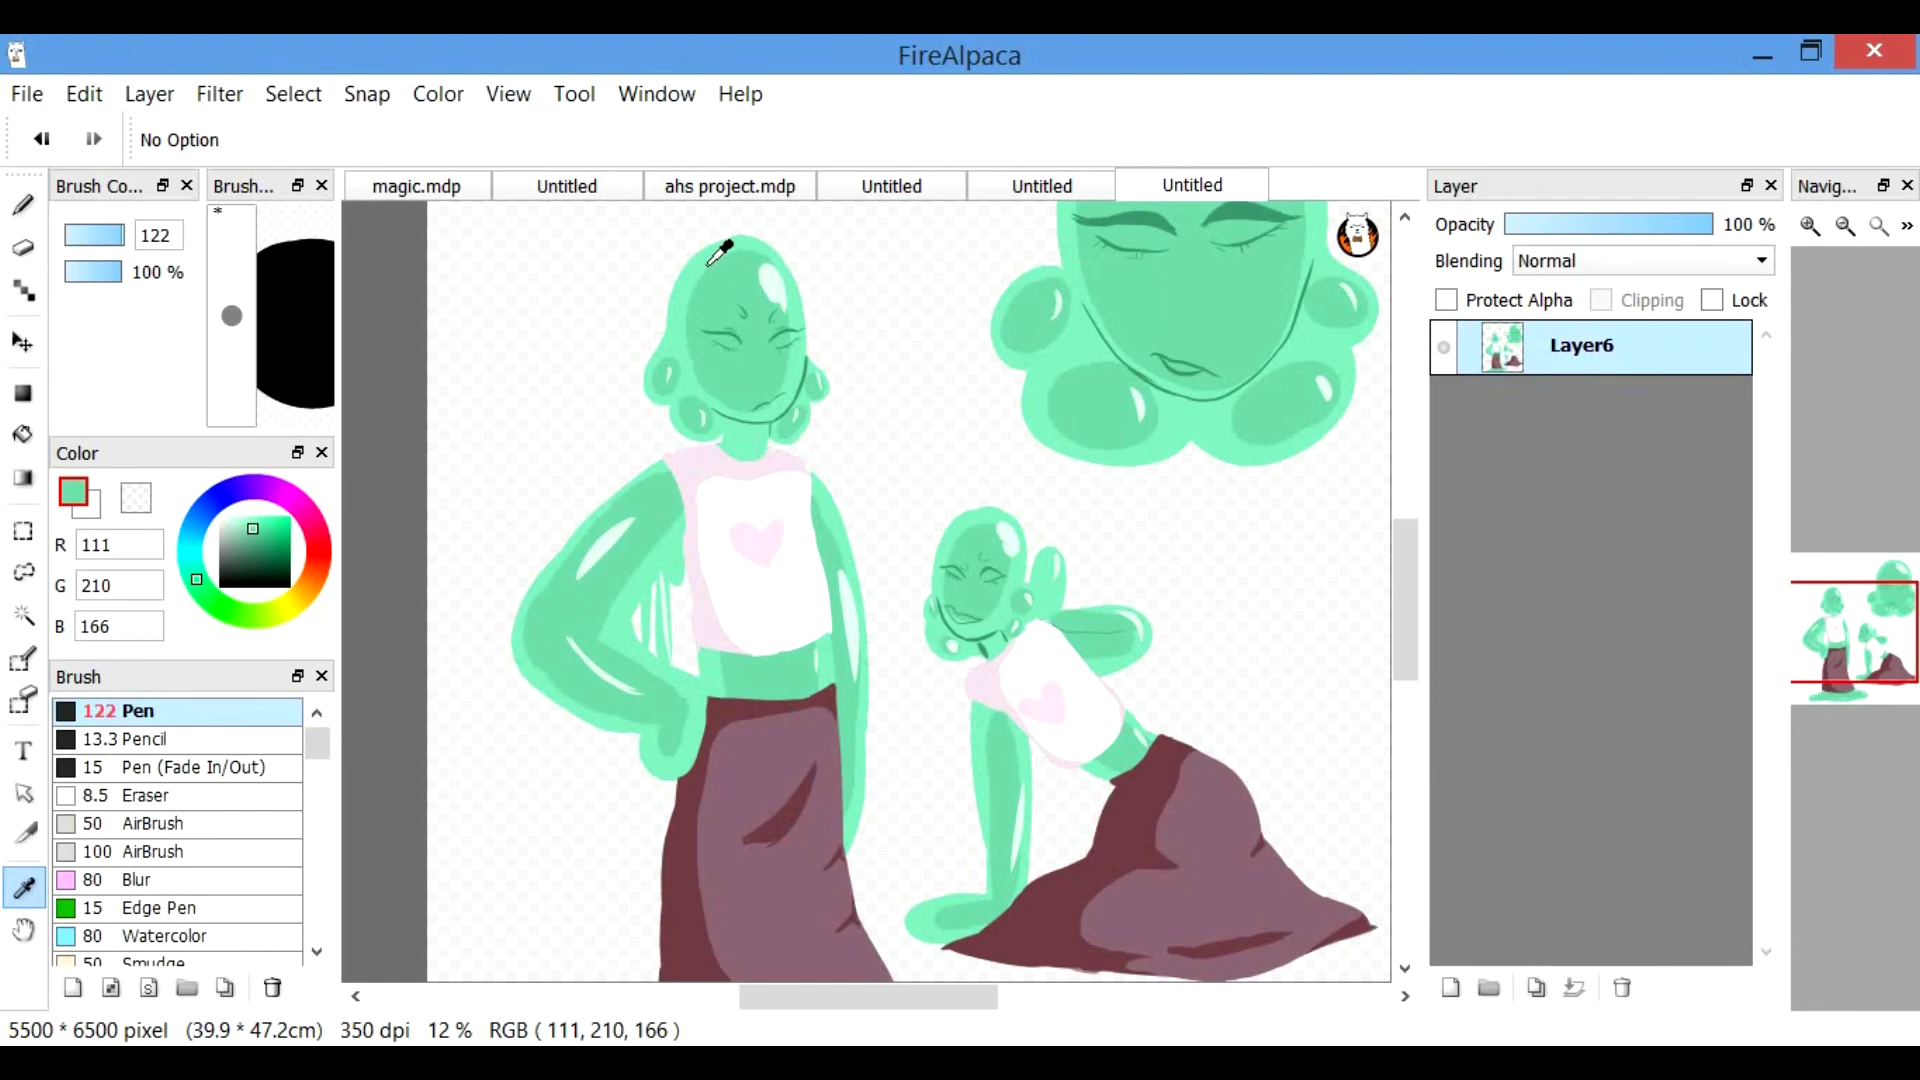 FireAlpaca
File Edit Layer Filter Select Snap Color View Tool Window Help
No Option
Brush Co...
Brush...
magic.mdp
Untitled
ahs project.mdp
Untitled
Untitled
Untitled
Layer
Navig...
*
122
100 %
Opacity 100 %
Blending Normal
Protect Alpha Clipping Lock
Layer6
Color
R 111
G 210
B 166
Brush
122 Pen
13.3 Pencil
15 Pen (Fade In/Out)
8.5 Eraser
50 AirBrush
100 AirBrush
80 Blur
15 Edge Pen
80 Watercolor
50 Smudge
5500 * 6500 pixel (39.9 * 47.2cm) 350 dpi 12 % RGB ( 111, 210, 166 )